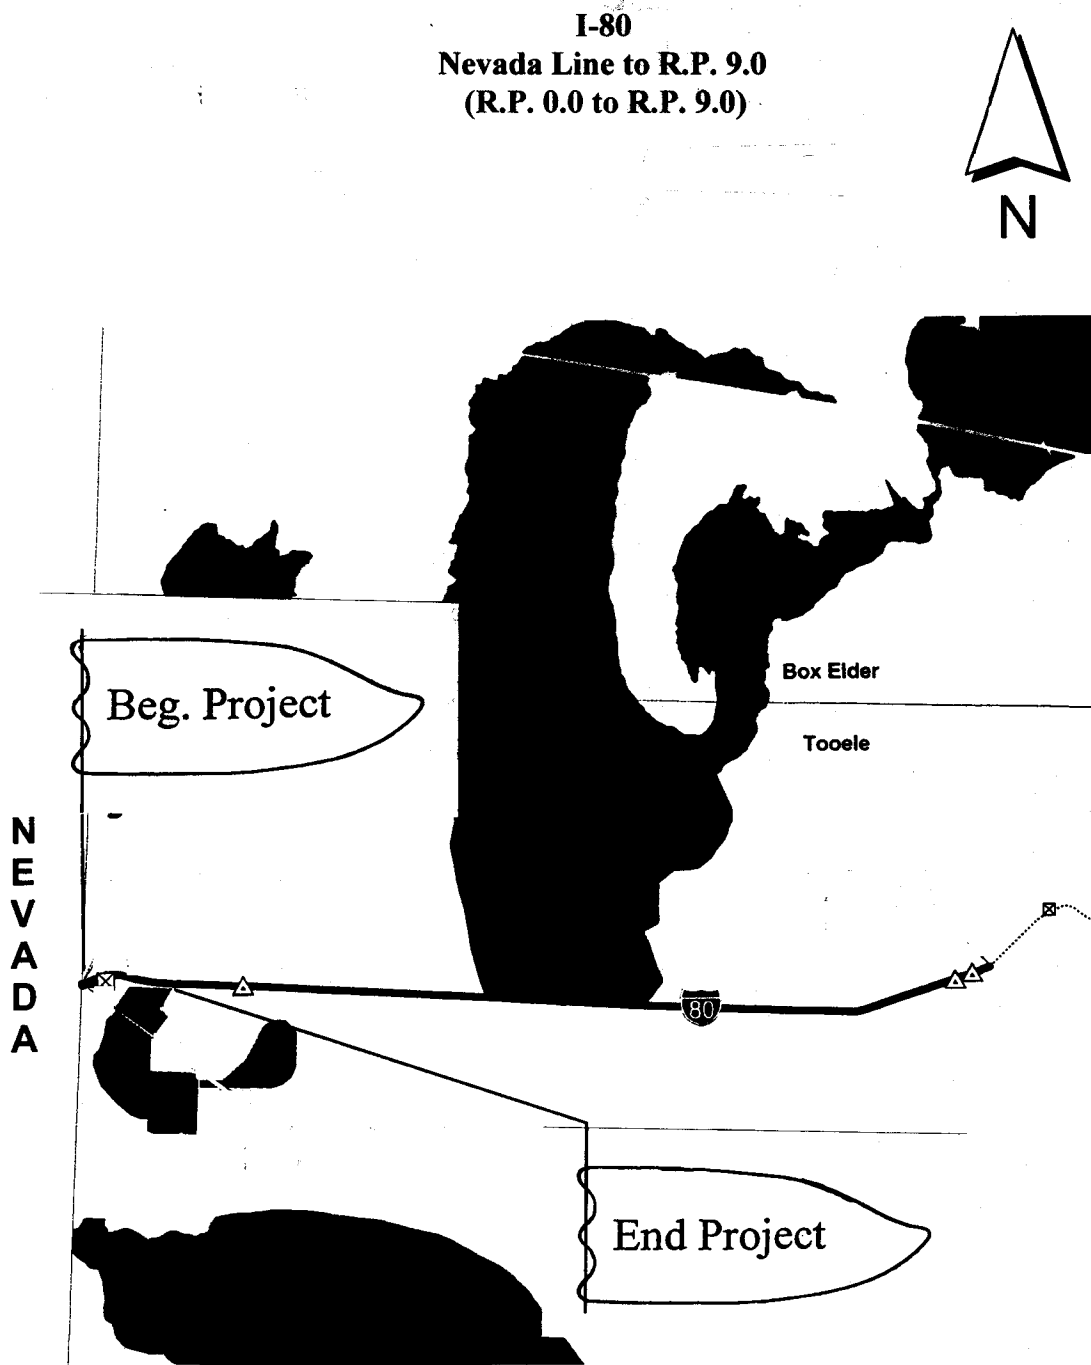 I-80
Nevada Line to R.P. 9.0
(R.P. 0.0 to R.P. 9.0)
N
Box Elder
Beg. Project
Tooele
NEVADA
80
End Project